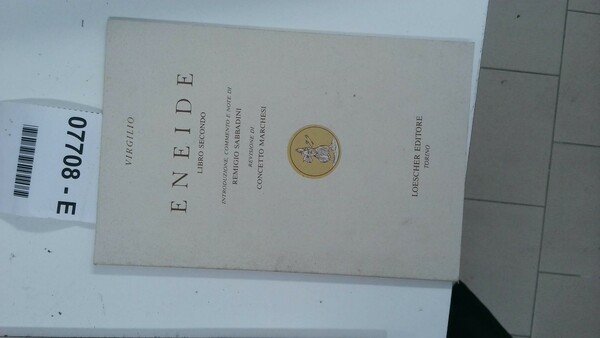 VIRGILIO
ENEIDE
LIBRO SECONDO
INTRODUZIONE, COMMENTO E NOTE DI
REMIGIO SABBADINI
REVISIONE DI
CONCETTO MARCHESI
LOESCHER EDITORE
TORINO
07708 - E